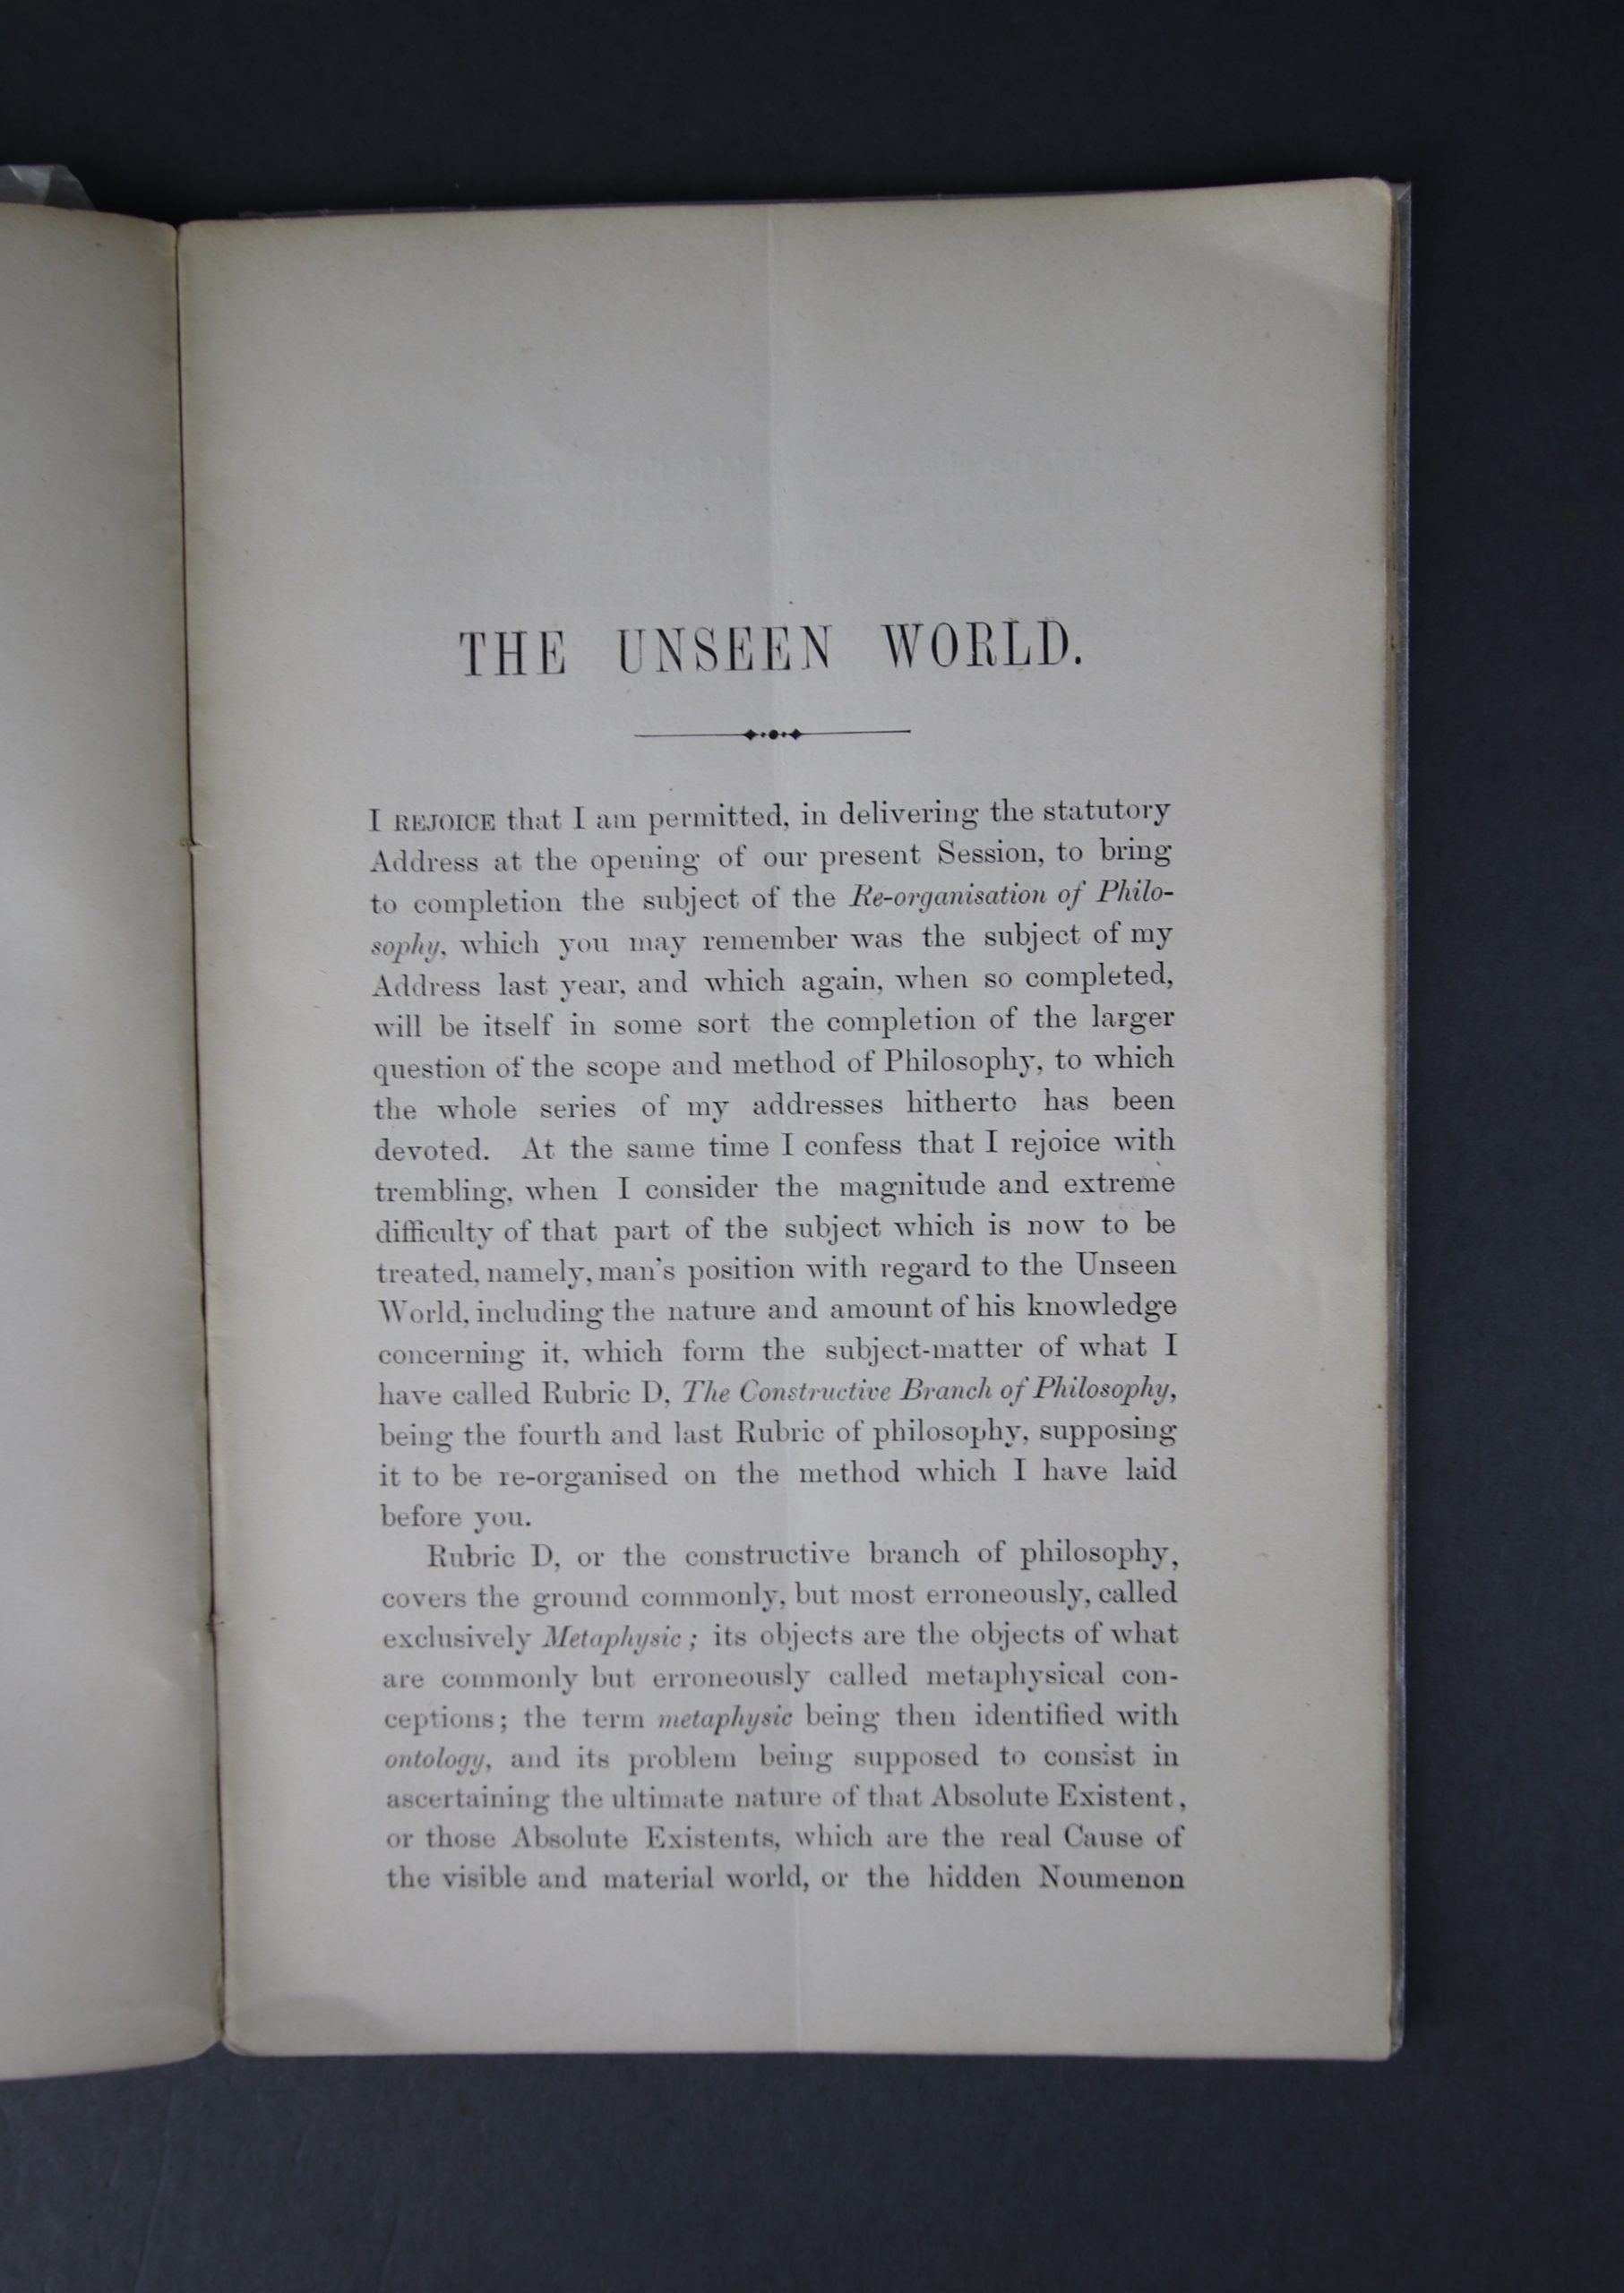 THE UNSEEN WORLD.
I REJOICE that I am permitted, in delivering the statutory
Address at the opening of our present Session, to bring
to completion the subject of the Re-organisation of Philo-
sophy, which you may remember was the subject of my
Address last year, and which again, when so completed,
will be itself in some sort the completion of the larger
question of the scope and method of Philosophy, to which
the whole series of my addresses hitherto has been
devoted. At the same time I confess that I rejoice with
trembling, when I consider the magnitude and extreme
difficulty of that part of the subject which is now to be
treated, namely, man's position with regard to the Unseen
World, including the nature and amount of his knowledge
concerning it, which form the subject-matter of what I
have called Rubric D, The Constructive Branch of Philosophy,
being the fourth and last Rubric of philosophy, supposing
it to be re-organised on the method which I have laid
before you.
Rubric D, or the constructive branch of philosophy,
covers the ground commonly, but most erroneously, called
exclusively Metaphysic; its objects are the objects of what
are commonly but erroneously called metaphysical con-
ceptions; the term metaphysic being then identified with
ontology, and its problem being supposed to consist in
ascertaining the ultimate nature of that Absolute Existent,
or those Absolute Existents, which are the real Cause of
the visible and material world, or the hidden Noumenon